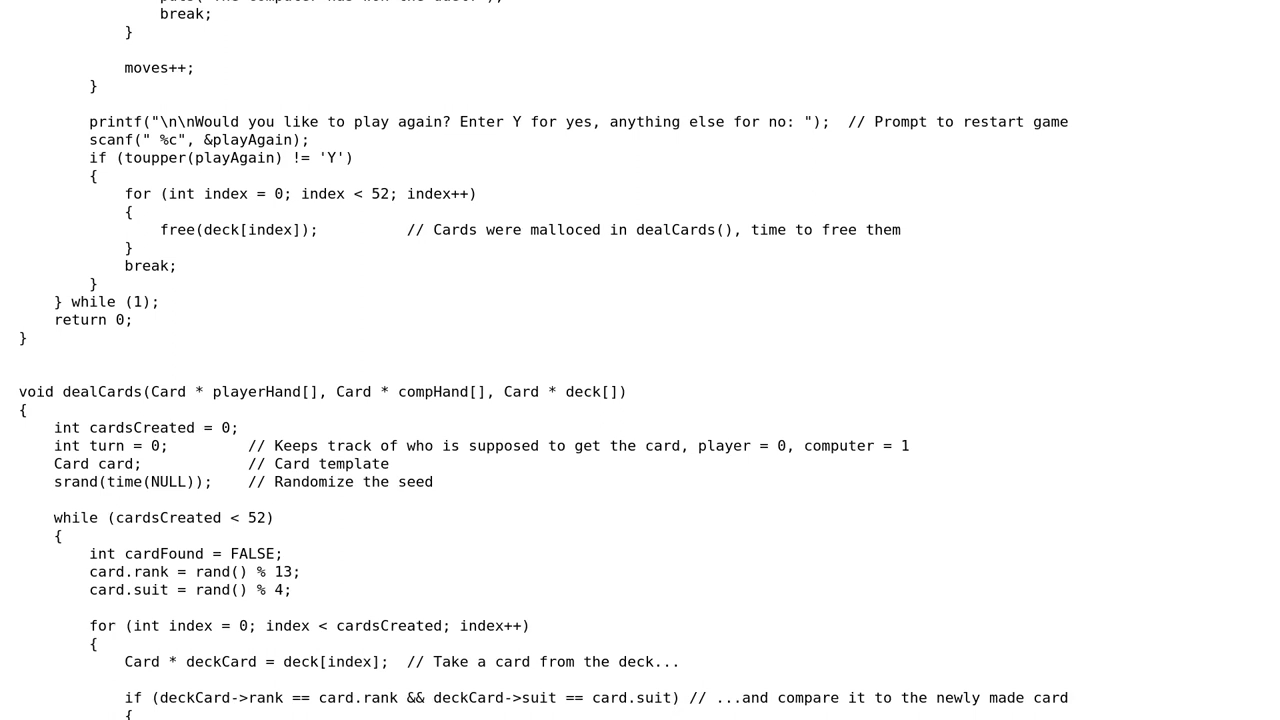 break;
}
moves++;
}
printf("\n\nWould you like to play again? Enter Y for yes, anything else for no: ");  // Prompt to restart game
scanf(" %c", &playAgain);
if (toupper(playAgain) != 'Y')
{
for (int index = 0; index < 52; index++)
{
free(deck[index]);          // Cards were malloced in dealCards(), time to free them
}
break;
}
} while (1);
return 0;
}
void dealCards(Card * playerHand[], Card * compHand[], Card * deck[])
{
int cardsCreated = 0;
int turn = 0;         // Keeps track of who is supposed to get the card, player = 0, computer = 1
Card card;            // Card template
srand(time(NULL));    // Randomize the seed
while (cardsCreated < 52)
{
int cardFound = FALSE;
card.rank = rand() % 13;
card.suit = rand() % 4;
for (int index = 0; index < cardsCreated; index++)
{
Card * deckCard = deck[index];  // Take a card from the deck...
if (deckCard->rank == card.rank && deckCard->suit == card.suit) // ...and compare it to the newly made card
{